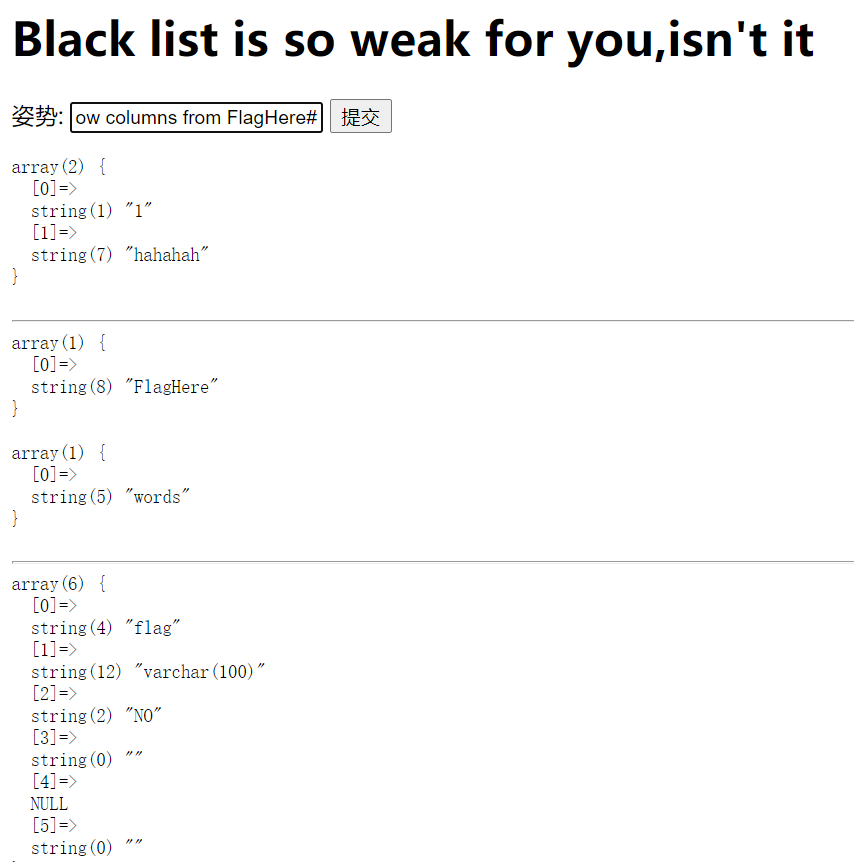 Black list is so weak for you,isn't it
姿势: ow columns from FlagHere# 提交
array(2) {
  [0]=>
  string(1) "1"
  [1]=>
  string(7) "hahahah"
}
array(1) {
  [0]=>
  string(8) "FlagHere"
}
array(1) {
  [0]=>
  string(5) "words"
}
array(6) {
  [0]=>
  string(4) "flag"
  [1]=>
  string(12) "varchar(100)"
  [2]=>
  string(2) "NO"
  [3]=>
  string(0) ""
  [4]=>
  NULL
  [5]=>
  string(0) ""